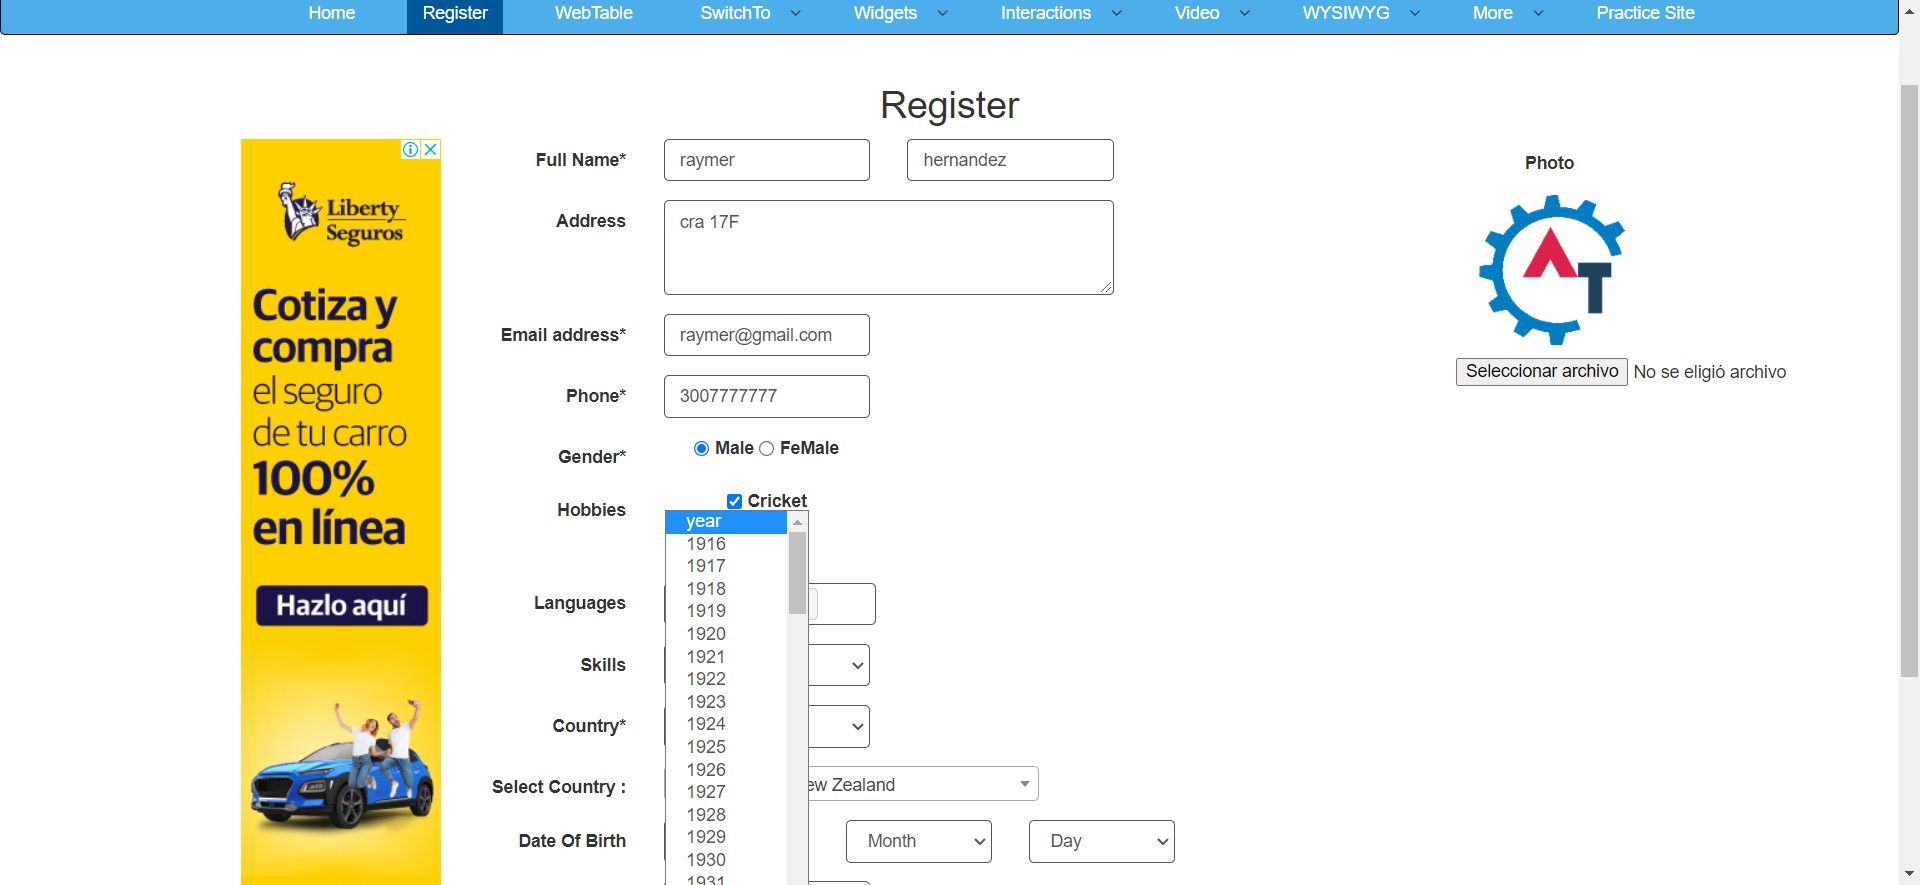 Home Register WebTable SwitchTo Widgets Interactions Video WYSIWYG More Practice Site
Register
Full Name* raymer hernandez
Address cra 17F
Email address* raymer@gmail.com
Phone* 3007777777
Gender* Male FeMale
Hobbies Cricket
Languages
Skills
Country*
Select Country : ew Zealand
Date Of Birth Month Day
year
1916
1917
1918
1919
1920
1921
1922
1923
1924
1925
1926
1927
1928
1929
1930
1931
Photo
AT
Seleccionar archivo No se eligió archivo
Liberty
Seguros
Cotiza y
compra
el seguro
de tu carro
100%
en línea
Hazlo aquí